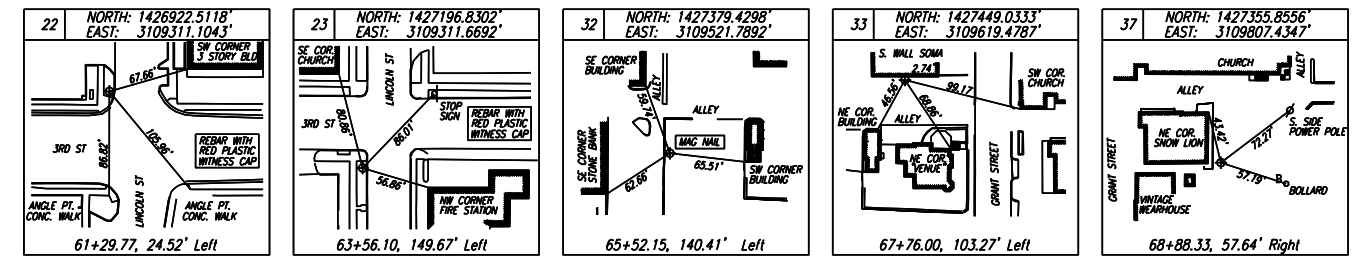 22
NORTH: 1426922.5118'
EAST: 3109311.1043'
SW CORNER
3 STORY BLD
67.66'
105.96'
86.82'
3RD ST
REBAR WITH
RED PLASTIC
WITNESS CAP
LINCOLN ST
ANGLE PT.
CONC. WALK
ANGLE PT.
CONC. WALK
61+29.77, 24.52' Left
23
NORTH: 1427196.8302'
EAST: 3109311.6692'
SE COR.
CHURCH
LINCOLN ST
STOP
SIGN
REBAR WITH
RED PLASTIC
WITNESS CAP
3RD ST
80.86'
86.01'
56.86'
NW CORNER
FIRE STATION
63+56.10, 149.67' Left
32
NORTH: 1427379.4298'
EAST: 3109521.7892'
SE CORNER
BUILDING
ALLEY
59.74'
ALLEY
MAG NAIL
SE CORNER
STONE BANK
62.66'
65.51'
SW CORNER
BUILDING
65+52.15, 140.41' Left
33
NORTH: 1427449.0333'
EAST: 3109619.4787'
S. WALL SOMA
2.74'
99.17'
SW COR.
CHURCH
46.56'
68.86'
NE COR.
BUILDING
ALLEY
NE COR.
VENUE
GRANT STREET
67+76.00, 103.27' Left
37
NORTH: 1427355.8556'
EAST: 3109807.4347'
CHURCH
ALLEY
ALLEY
S. SIDE
POWER POLE
NE COR.
SNOW LION
43.42'
72.27'
57.19'
B
BOLLARD
GRANT STREET
VINTAGE
WEARHOUSE
68+88.33, 57.64' Right